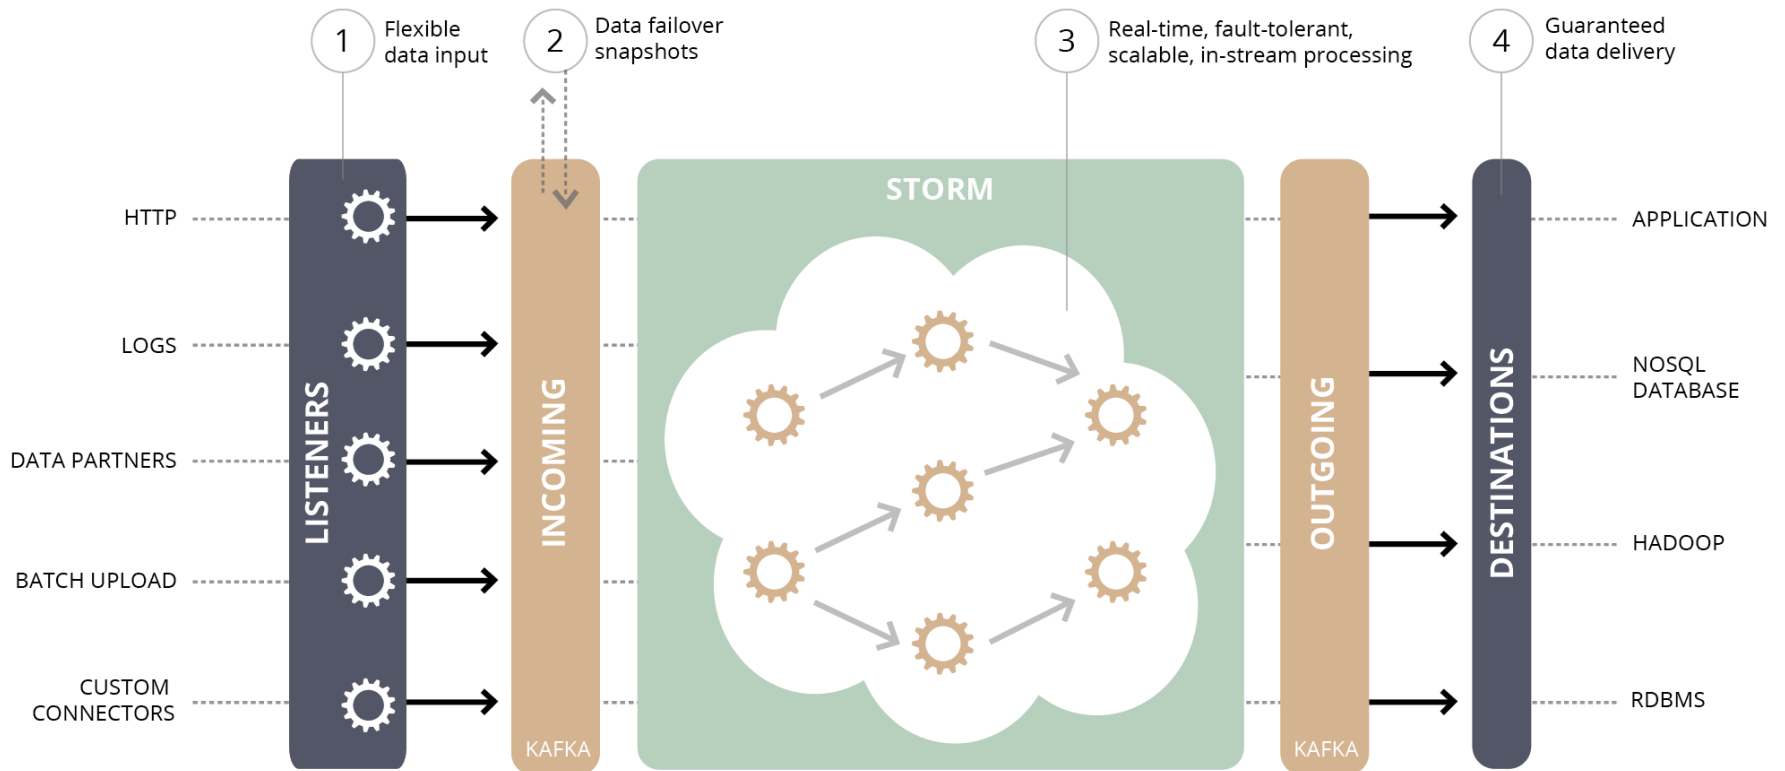 1
Flexible
data input
2
Data failover
snapshots
3
Real-time, fault-tolerant,
scalable, in-stream processing
4
Guaranteed
data delivery
HTTP
LOGS
DATA PARTNERS
BATCH UPLOAD
CUSTOM
CONNECTORS
LISTENERS
INCOMING
KAFKA
STORM
OUTGOING
KAFKA
DESTINATIONS
APPLICATION
NOSQL
DATABASE
HADOOP
RDBMS